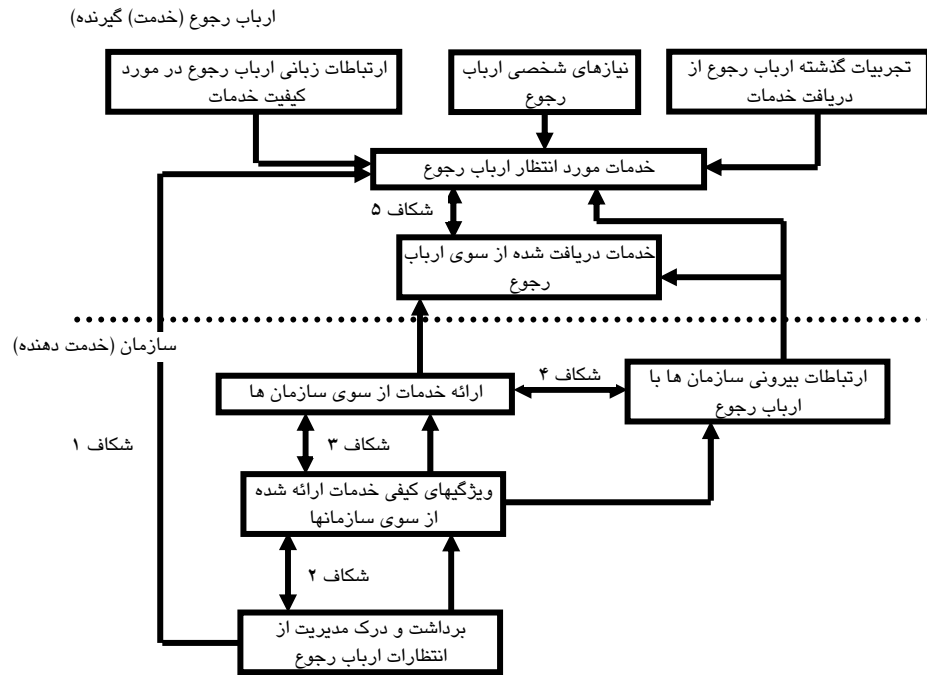 ارباب رجوع (خدمت) گیرنده)
تجربیات گذشته ارباب رجوع از
دریافت خدمات
نیازهای شخصی ارباب
رجوع
ارتباطات زبانی ارباب رجوع در مورد
کیفیت خدمات
خدمات مورد انتظار ارباب رجوع
شکاف ۵
خدمات دریافت شده از سوی ارباب
رجوع
سازمان (خدمت دهنده)
ارتباطات بیرونی سازمان ها با
ارباب رجوع
شکاف ۴
ارائه خدمات از سوی سازمان ها
شکاف ۳
شکاف ۱
ویژگیهای کیفی خدمات ارائه شده
از سوی سازمانها
شکاف ۲
برداشت و درک مدیریت از
انتظارات ارباب رجوع